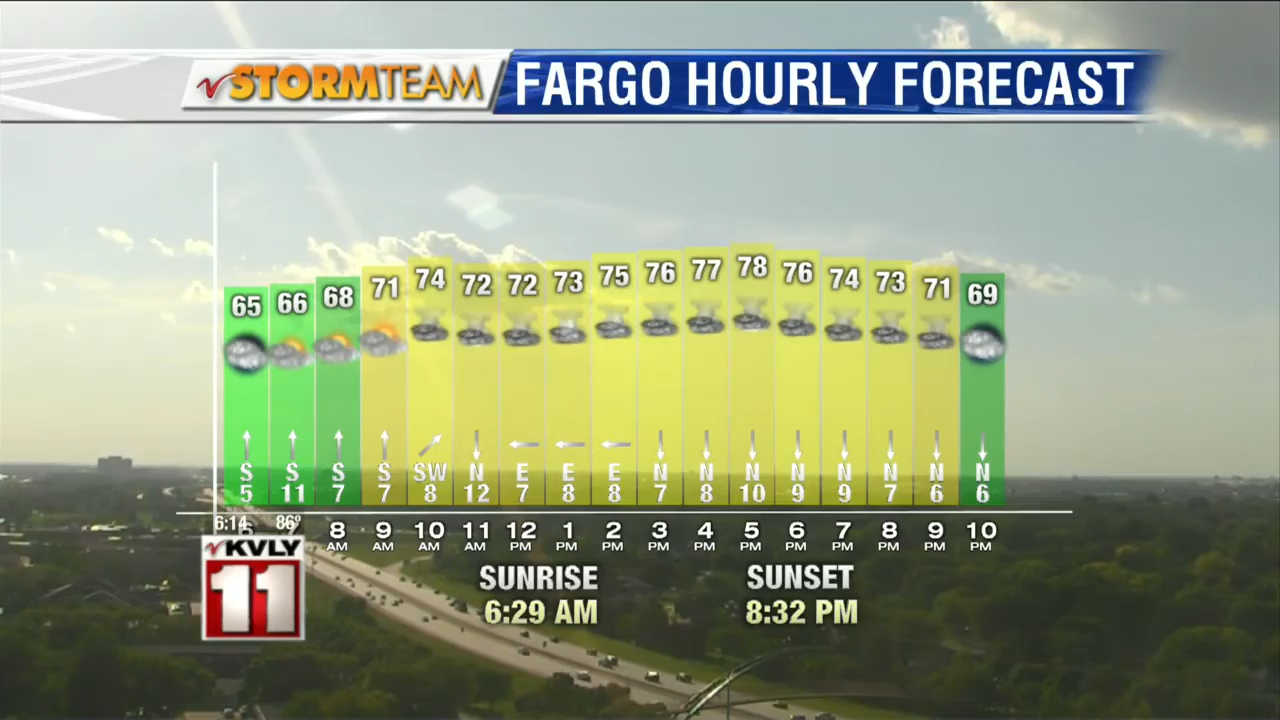 STORMTEAM FARGO HOURLY FORECAST
65 66 68 71 74 72 72 73 75 76 77 78 76 74 73 71 69
S S S S SW N E E E N N N N N N N N
5 11 7 7 8 12 7 8 8 7 8 10 9 9 7 6 6
6:14 86º 8 9 10 11 12 1 2 3 4 5 6 7 8 9 10
AM AM AM AM PM PM PM PM PM PM PM PM PM PM PM
KVLY
11
SUNRISE SUNSET
6:29 AM 8:32 PM